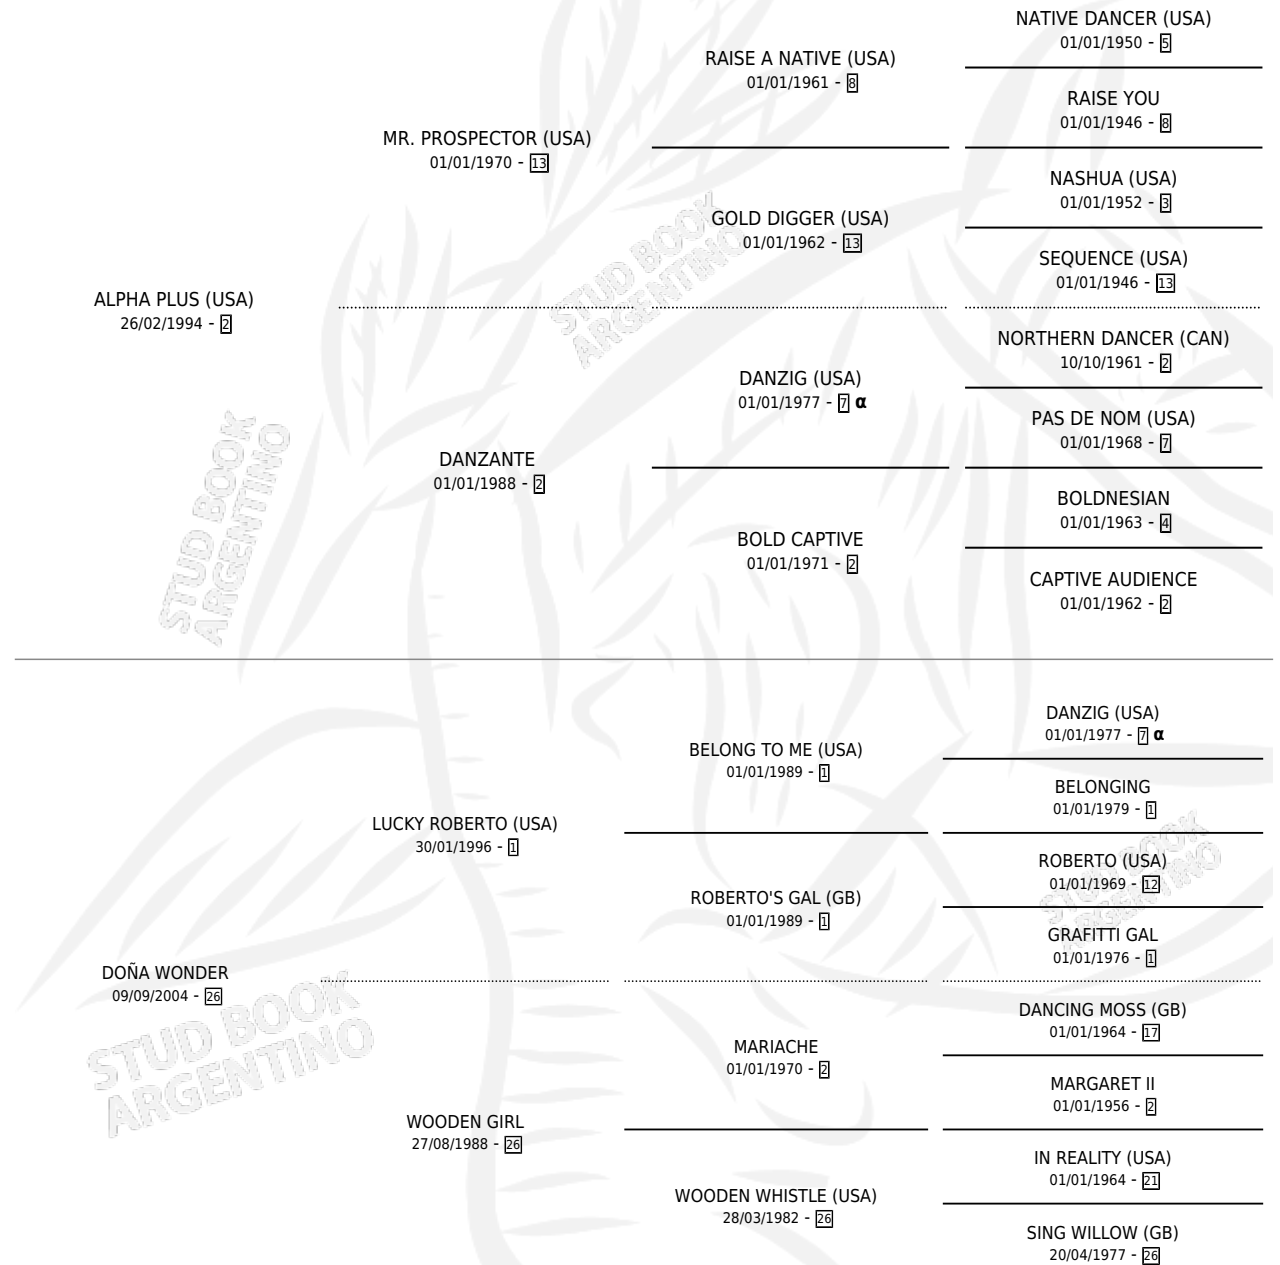 NATIVE DANCER (USA)
01/01/1950 - 5
RAISE A NATIVE (USA)
01/01/1961 - 8
RAISE YOU
01/01/1946 - 8
MR. PROSPECTOR (USA)
01/01/1970 - 13
NASHUA (USA)
01/01/1952 - 3
GOLD DIGGER (USA)
01/01/1962 - 13
SEQUENCE (USA)
01/01/1946 - 13
ALPHA PLUS (USA)
26/02/1994 - 2
NORTHERN DANCER (CAN)
10/10/1961 - 2
DANZIG (USA)
01/01/1977 - 7 α
PAS DE NOM (USA)
01/01/1968 - 7
DANZANTE
01/01/1988 - 2
BOLDNESIAN
01/01/1963 - 4
BOLD CAPTIVE
01/01/1971 - 2
CAPTIVE AUDIENCE
01/01/1962 - 2
DANZIG (USA)
01/01/1977 - 7 α
BELONG TO ME (USA)
01/01/1989 - 1
BELONGING
01/01/1979 - 1
LUCKY ROBERTO (USA)
30/01/1996 - 1
ROBERTO (USA)
01/01/1969 - 12
ROBERTO'S GAL (GB)
01/01/1989 - 1
GRAFITTI GAL
01/01/1976 - 1
DOÑA WONDER
09/09/2004 - 26
DANCING MOSS (GB)
01/01/1964 - 17
MARIACHE
01/01/1970 - 2
MARGARET II
01/01/1956 - 2
WOODEN GIRL
27/08/1988 - 26
IN REALITY (USA)
01/01/1964 - 21
WOODEN WHISTLE (USA)
28/03/1982 - 26
SING WILLOW (GB)
20/04/1977 - 26
STUD BOOK
ARGENTINO
STUD BOOK
ARGENTINO
STUD BOOK
ARGENTINO
STUD BOOK
ARGENTINO